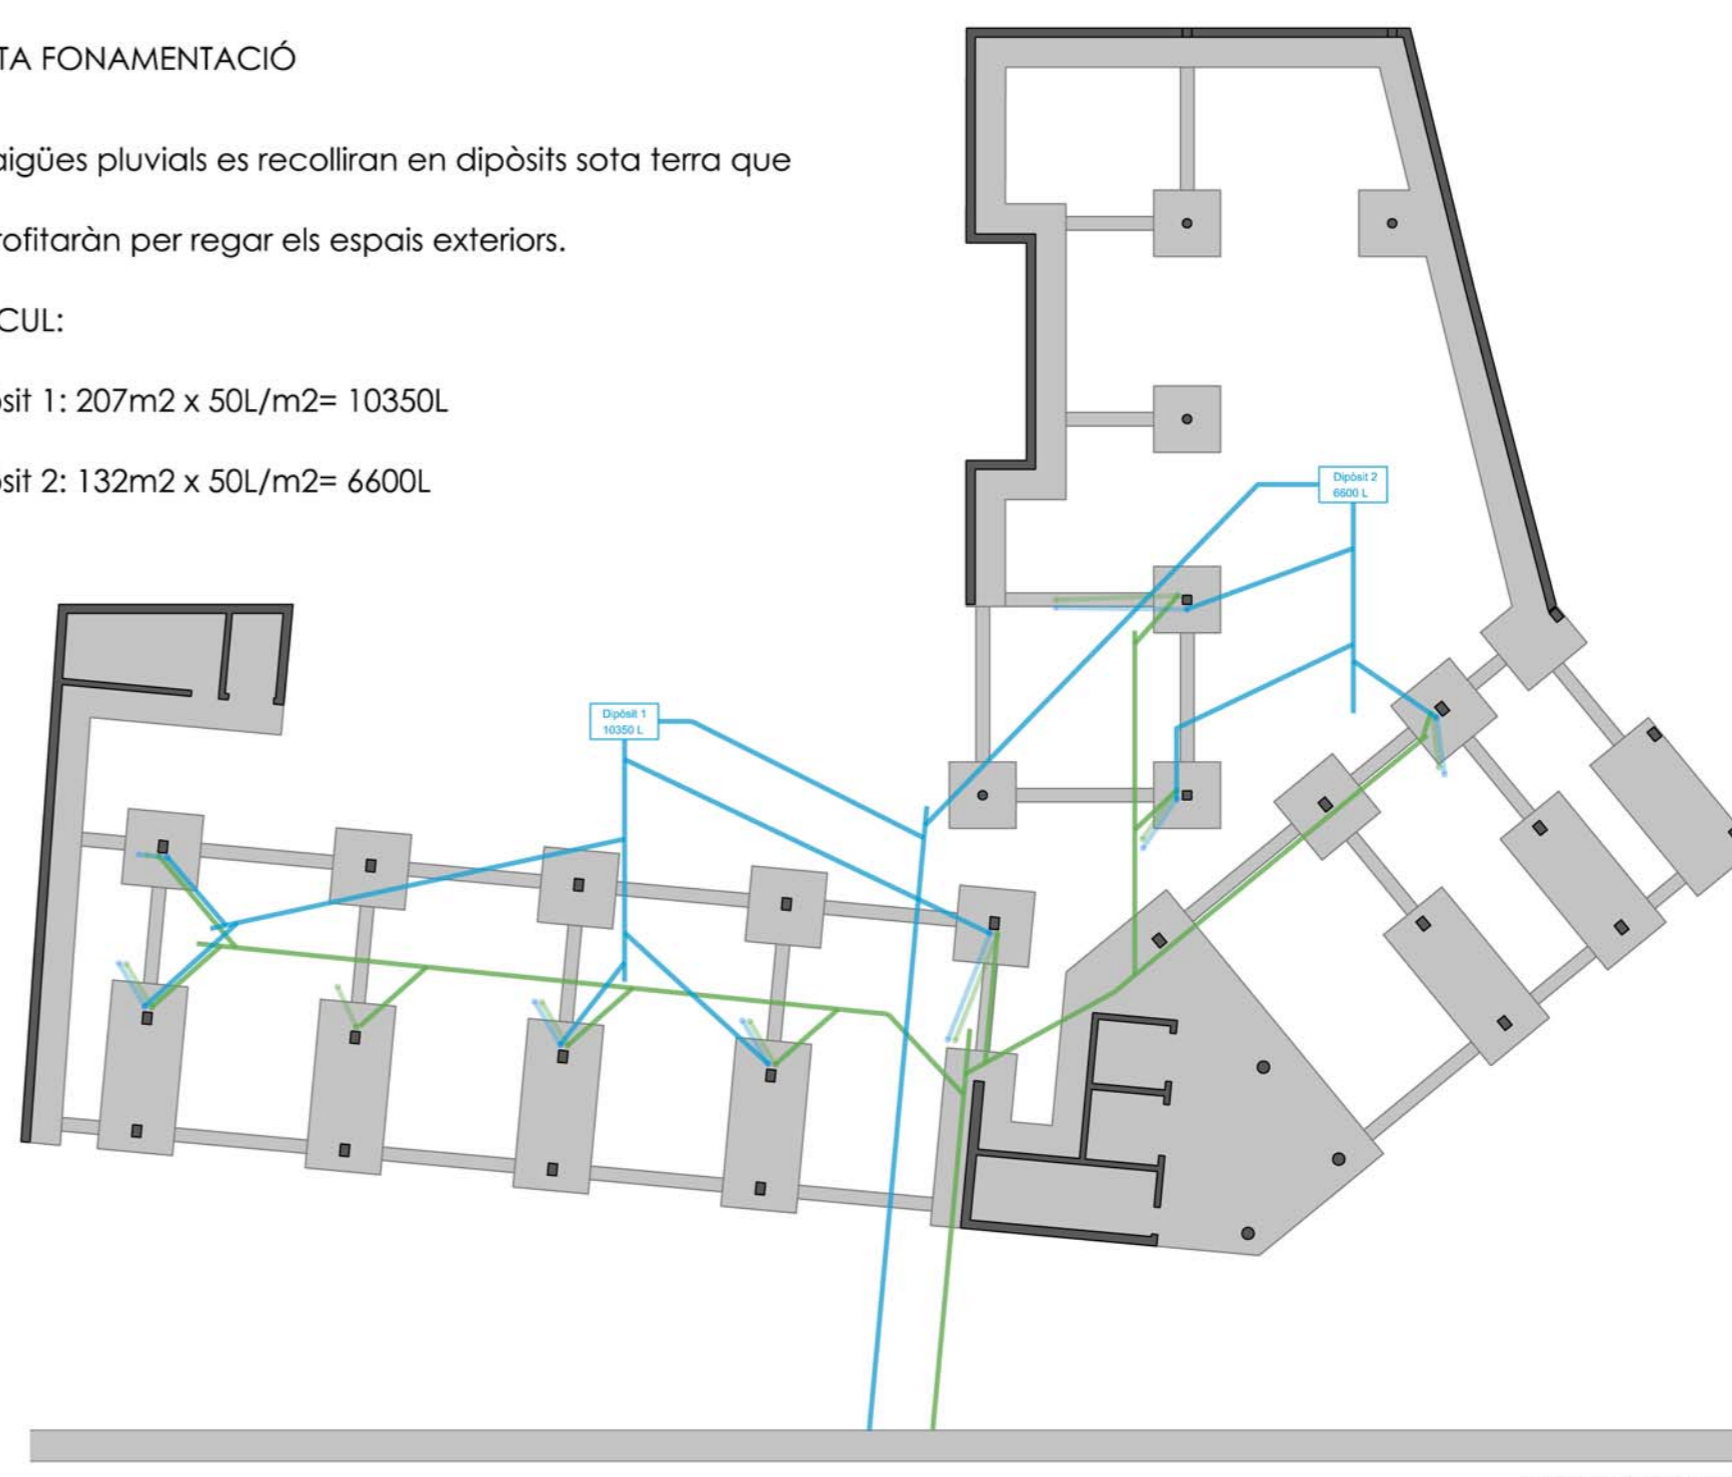 TA FONAMENTACIÓ
aigües pluvials es recolliran en dipòsits sota terra que
rofitaràn per regar els espais exteriors.
CUL:
sit 1: 207m2 x 50L/m2= 10350L
sit 2: 132m2 x 50L/m2= 6600L
Dipòsit 2
6600 L
Dipòsit 1
10350 L